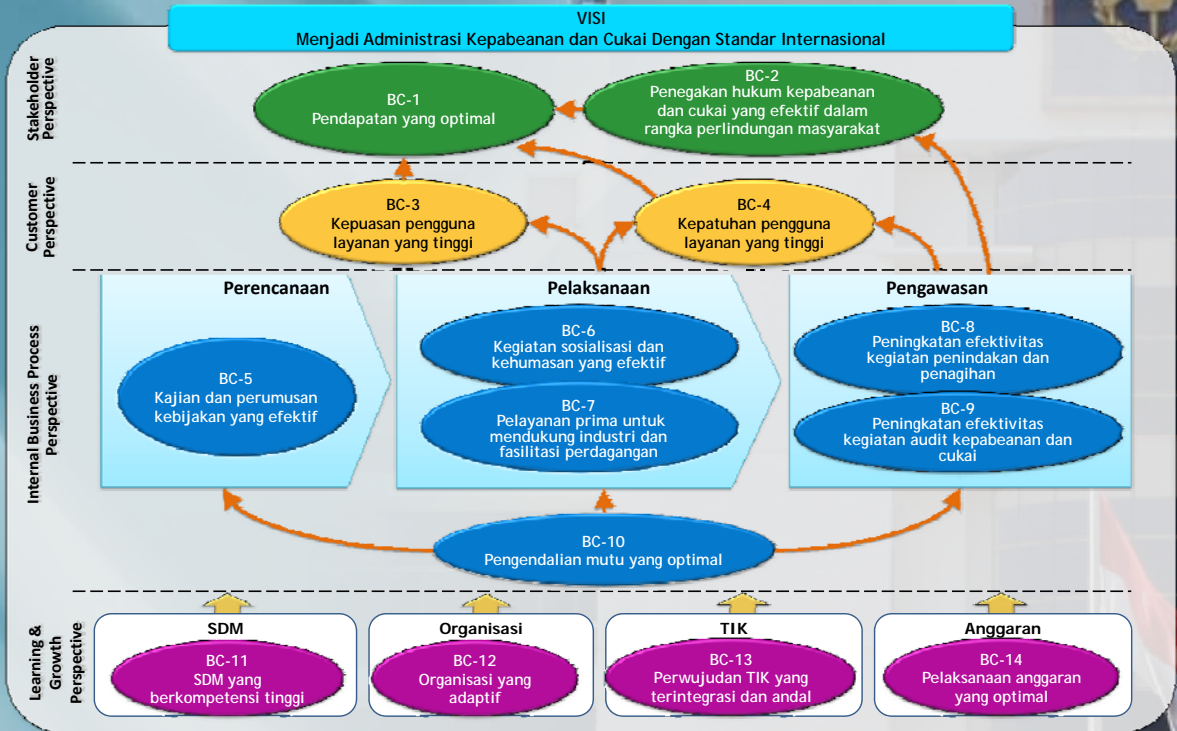 VISI
Menjadi Administrasi Kepabeanan dan Cukai Dengan Standar Internasional
Stakeholder
Perspective
BC-1
Pendapatan yang optimal
BC-2
Penegakan hukum kepabeanan
dan cukai yang efektif dalam
rangka perlindungan masyarakat
Customer
Perspective
BC-3
Kepuasan pengguna
layanan yang tinggi
BC-4
Kepatuhan pengguna
layanan yang tinggi
Internal Business Process
Perspective
Perencanaan
BC-5
Kajian dan perumusan
kebijakan yang efektif
Pelaksanaan
BC-6
Kegiatan sosialisasi dan
kehumasan yang efektif
BC-7
Pelayanan prima untuk
mendukung industri dan
fasilitasi perdagangan
Pengawasan
BC-8
Peningkatan efektivitas
kegiatan penindakan dan
penagihan
BC-9
Peningkatan efektivitas
kegiatan audit kepabeanan dan
cukai
BC-10
Pengendalian mutu yang optimal
Learning &
Growth
Perspective
SDM
BC-11
SDM yang
berkompetensi tinggi
Organisasi
BC-12
Organisasi yang
adaptif
TIK
BC-13
Perwujudan TIK yang
terintegrasi dan andal
Anggaran
BC-14
Pelaksanaan anggaran
yang optimal